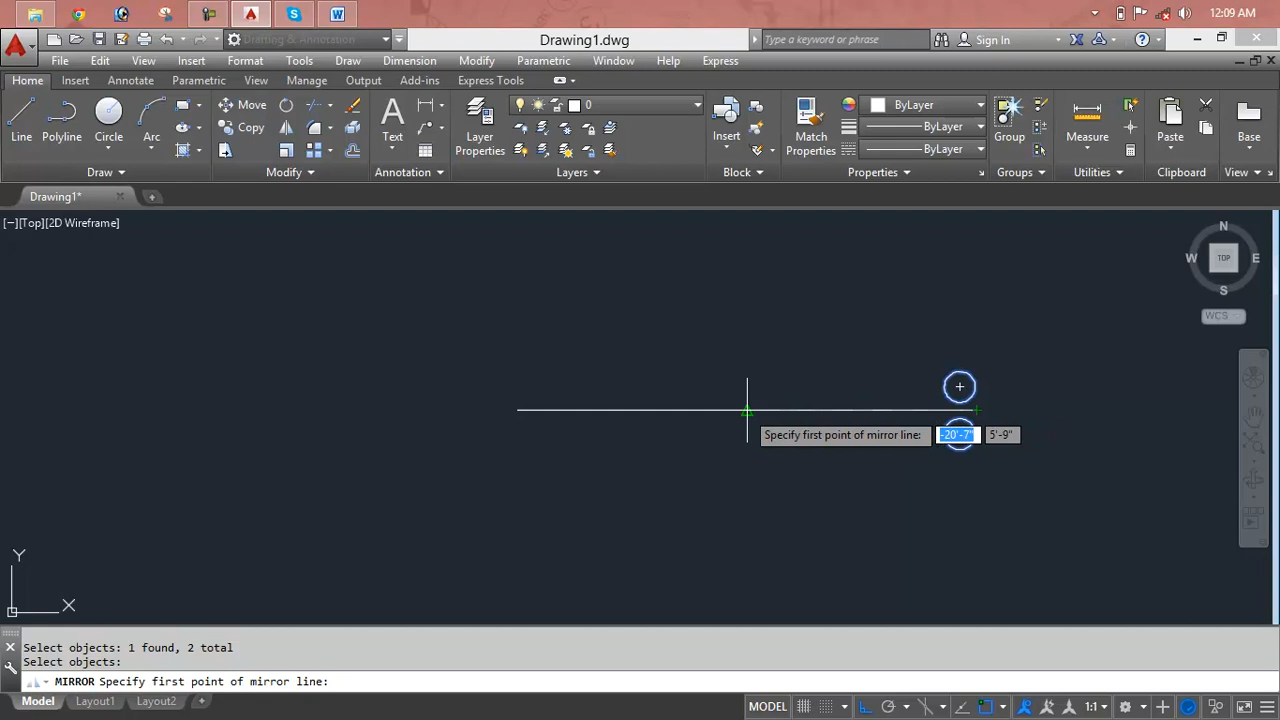 12:09 AM
Drafting & Annotation
Drawing1.dwg
Type a keyword or phrase
Sign In
File Edit View Insert Format Tools Draw Dimension Modify Parametric Window Help Express
Home Insert Annotate Parametric View Manage Output Add-ins Express Tools
Line Polyline Circle Arc
Move
Copy
Text
Layer Properties
0
Insert
Match Properties
ByLayer
ByLayer
ByLayer
Group
Measure
Paste
Base
Draw Modify Annotation Layers Block Properties Groups Utilities Clipboard View
Drawing1*
[−][Top][2D Wireframe]
N
W TOP E
S
WCS
Specify first point of mirror line: -20'-7" 5'-9"
Y
X
Select objects: 1 found, 2 total
Select objects:
MIRROR Specify first point of mirror line:
Model Layout1 Layout2
MODEL 1:1